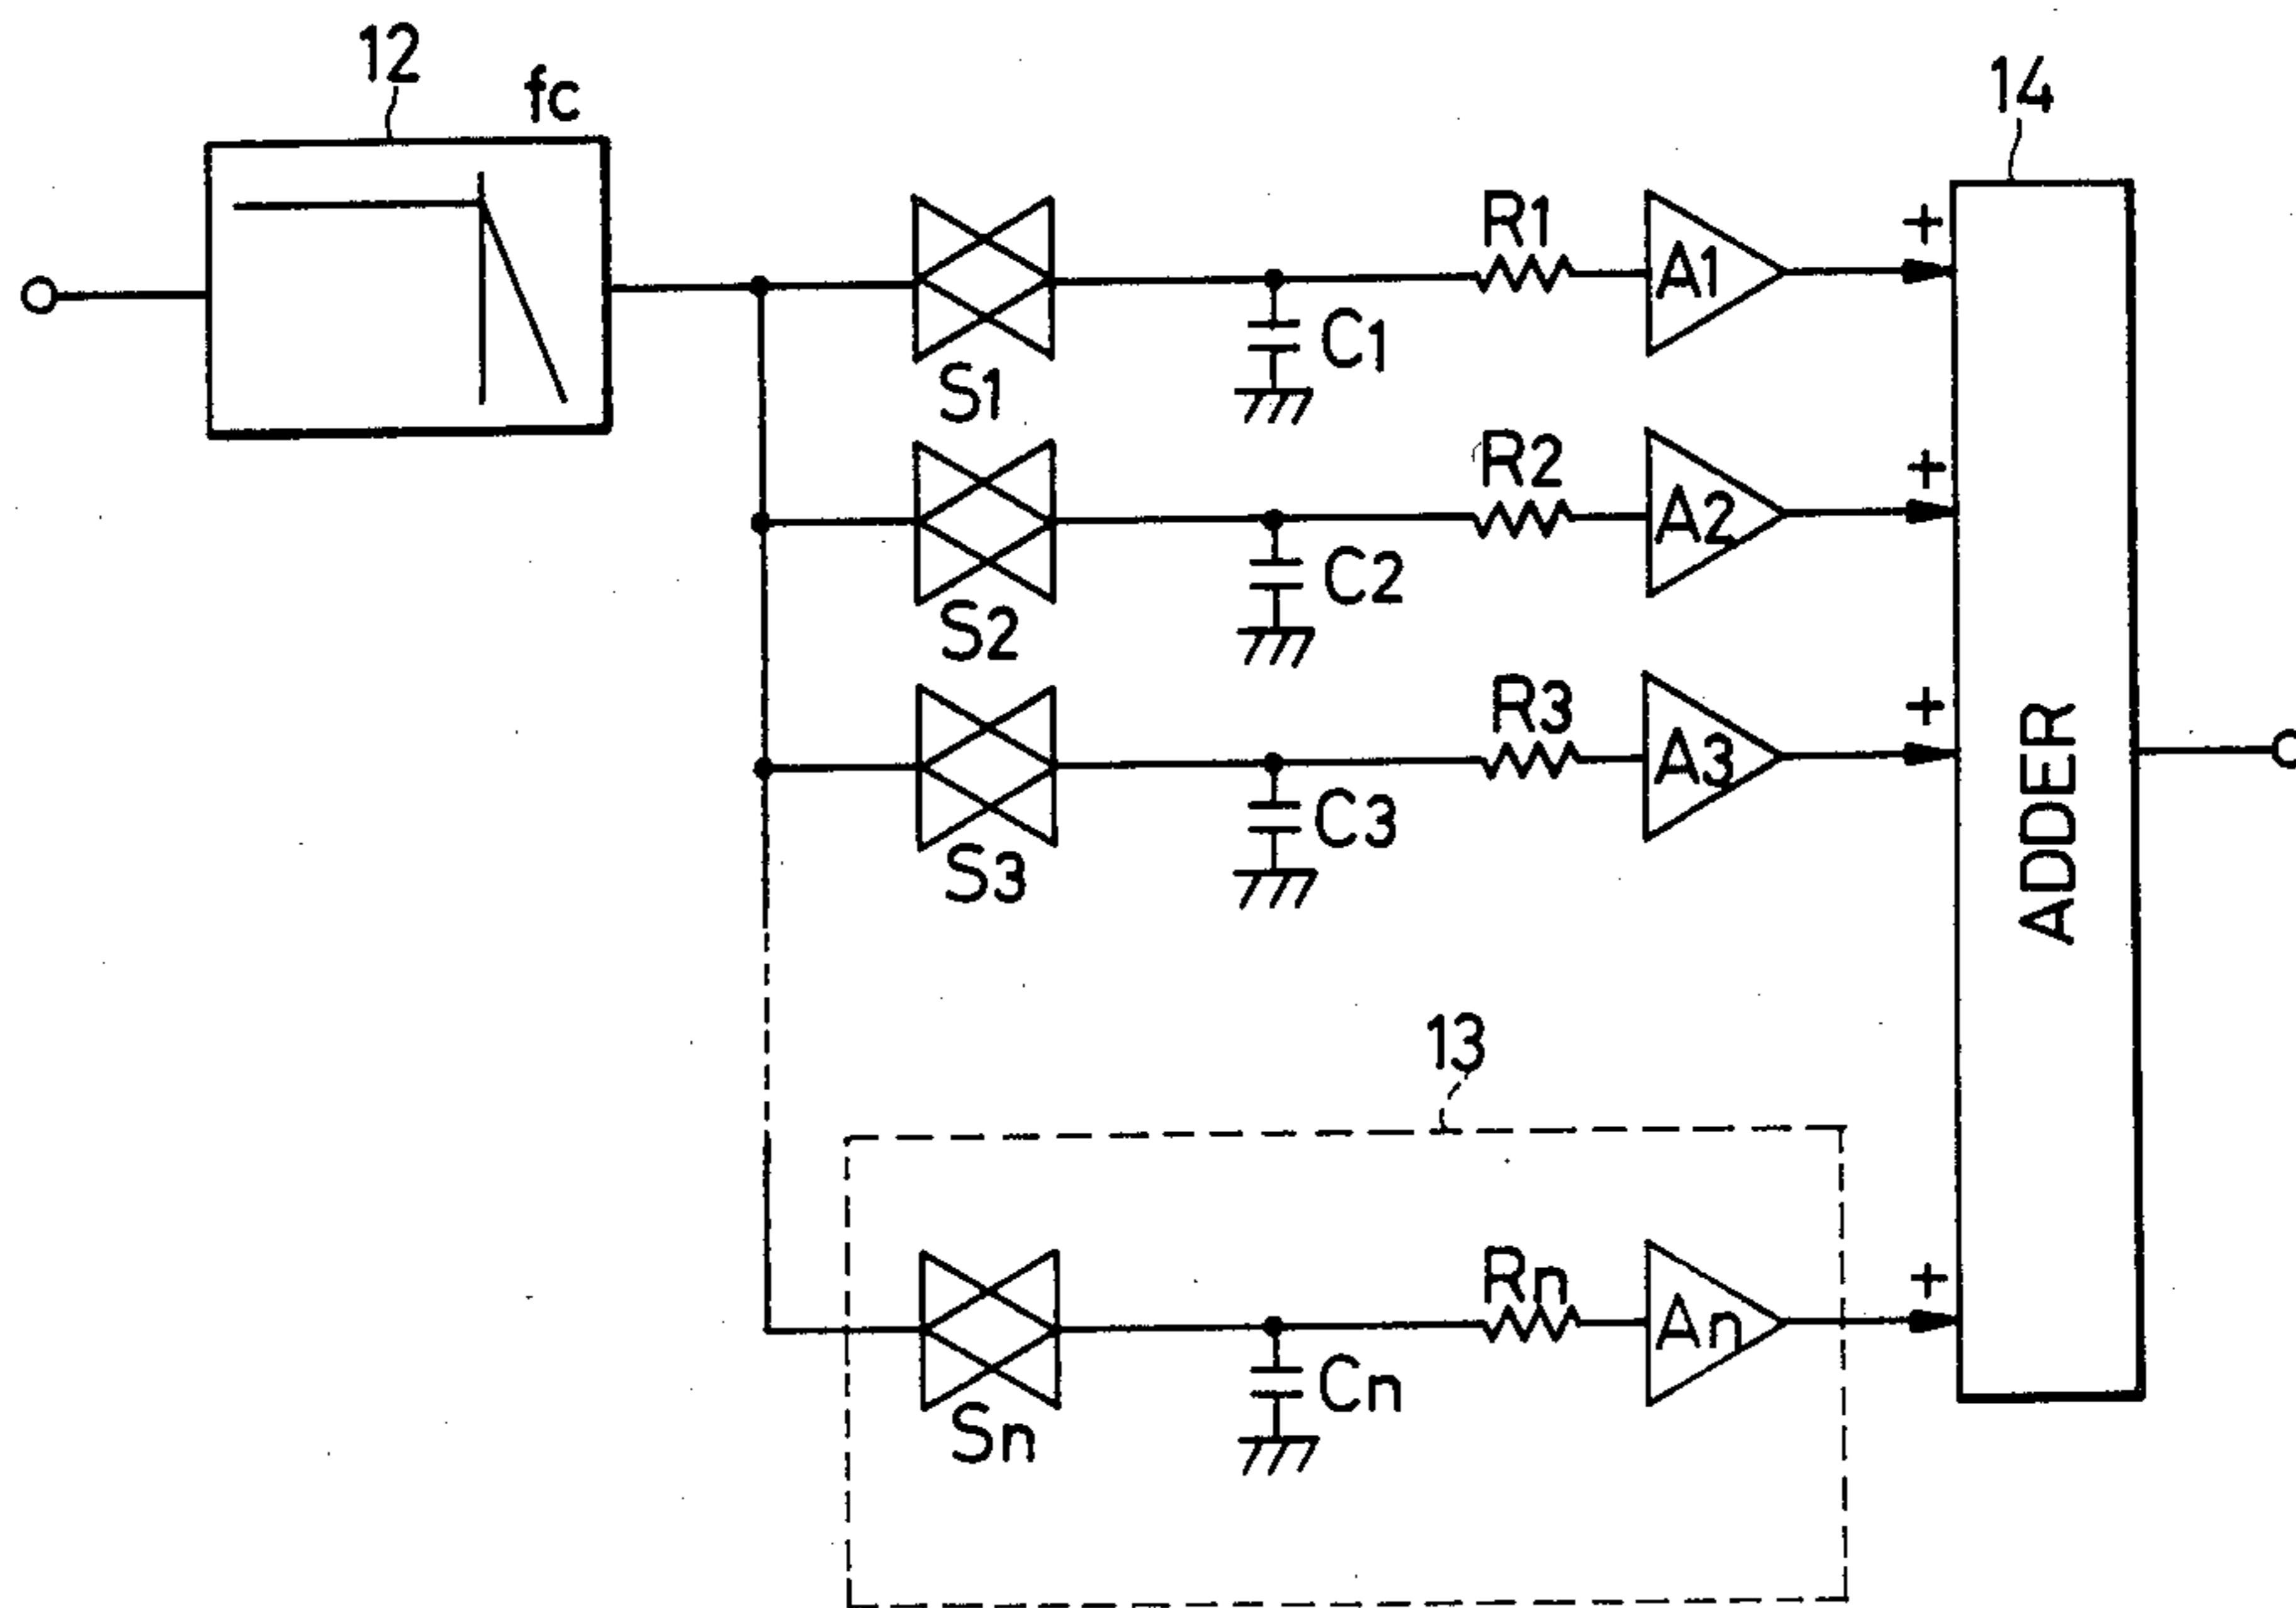 12
fc
14
R1
A1
+
C1
S1
R2
A2
+
C2
S2
R3
A3
+
C3
S3
ADDER
13
Rn
An
+
Cn
Sn